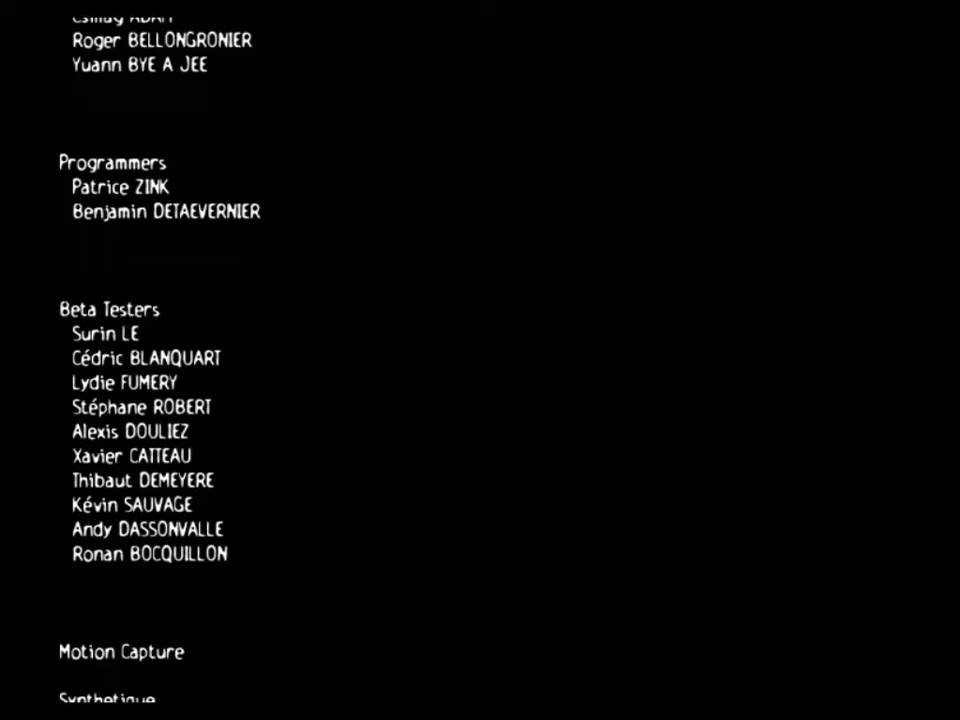 Roger BELLONGRONIER
Yuann BYE A JEE
Programmers
Patrice ZINK
Benjamin DETAEVERNIER
Beta Testers
Surin LE
Cédric BLANQUART
Lydie FUMERY
Stéphane ROBERT
Alexis DOULIEZ
Xavier CATTEAU
Thibaut DEMEYERE
Kévin SAUVAGE
Andy DASSONVALLE
Ronan BOCQUILLON
Motion Capture
Synthetique